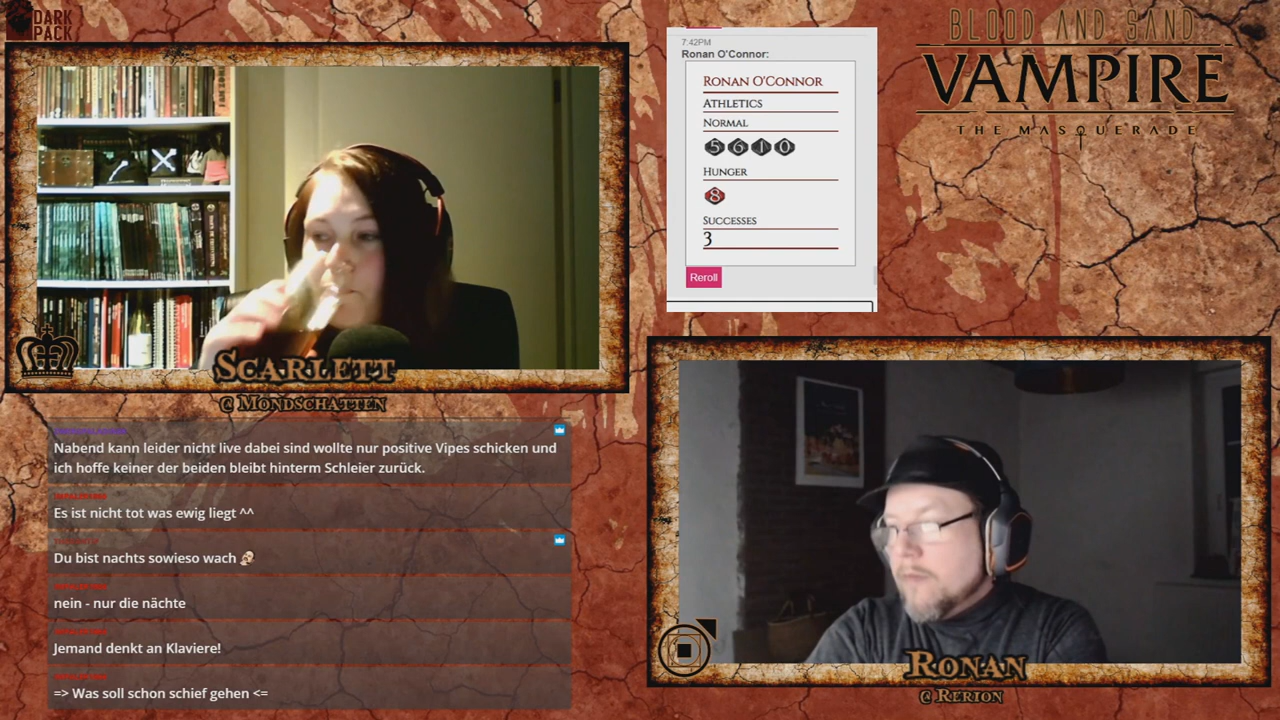 DARK
PACK
SCARLETT
@ MONDSCHATTEN
Nabend kann leider nicht live dabei sind wollte nur positive Vipes schicken und
ich hoffe keiner der beiden bleibt hinterm Schleier zurück.
Es ist nicht tot was ewig liegt ^^
Du bist nachts sowieso wach
nein - nur die nächte
Jemand denkt an Klaviere!
=> Was soll schon schief gehen <=
7:42PM
Ronan O'Connor:
RONAN O'CONNOR
ATHLETICS
NORMAL
5 6 1 0
HUNGER
8
SUCCESSES
3
Reroll
BLOOD AND SAND
VAMPIRE
THE MASQUERADE
RONAN
@ RERION